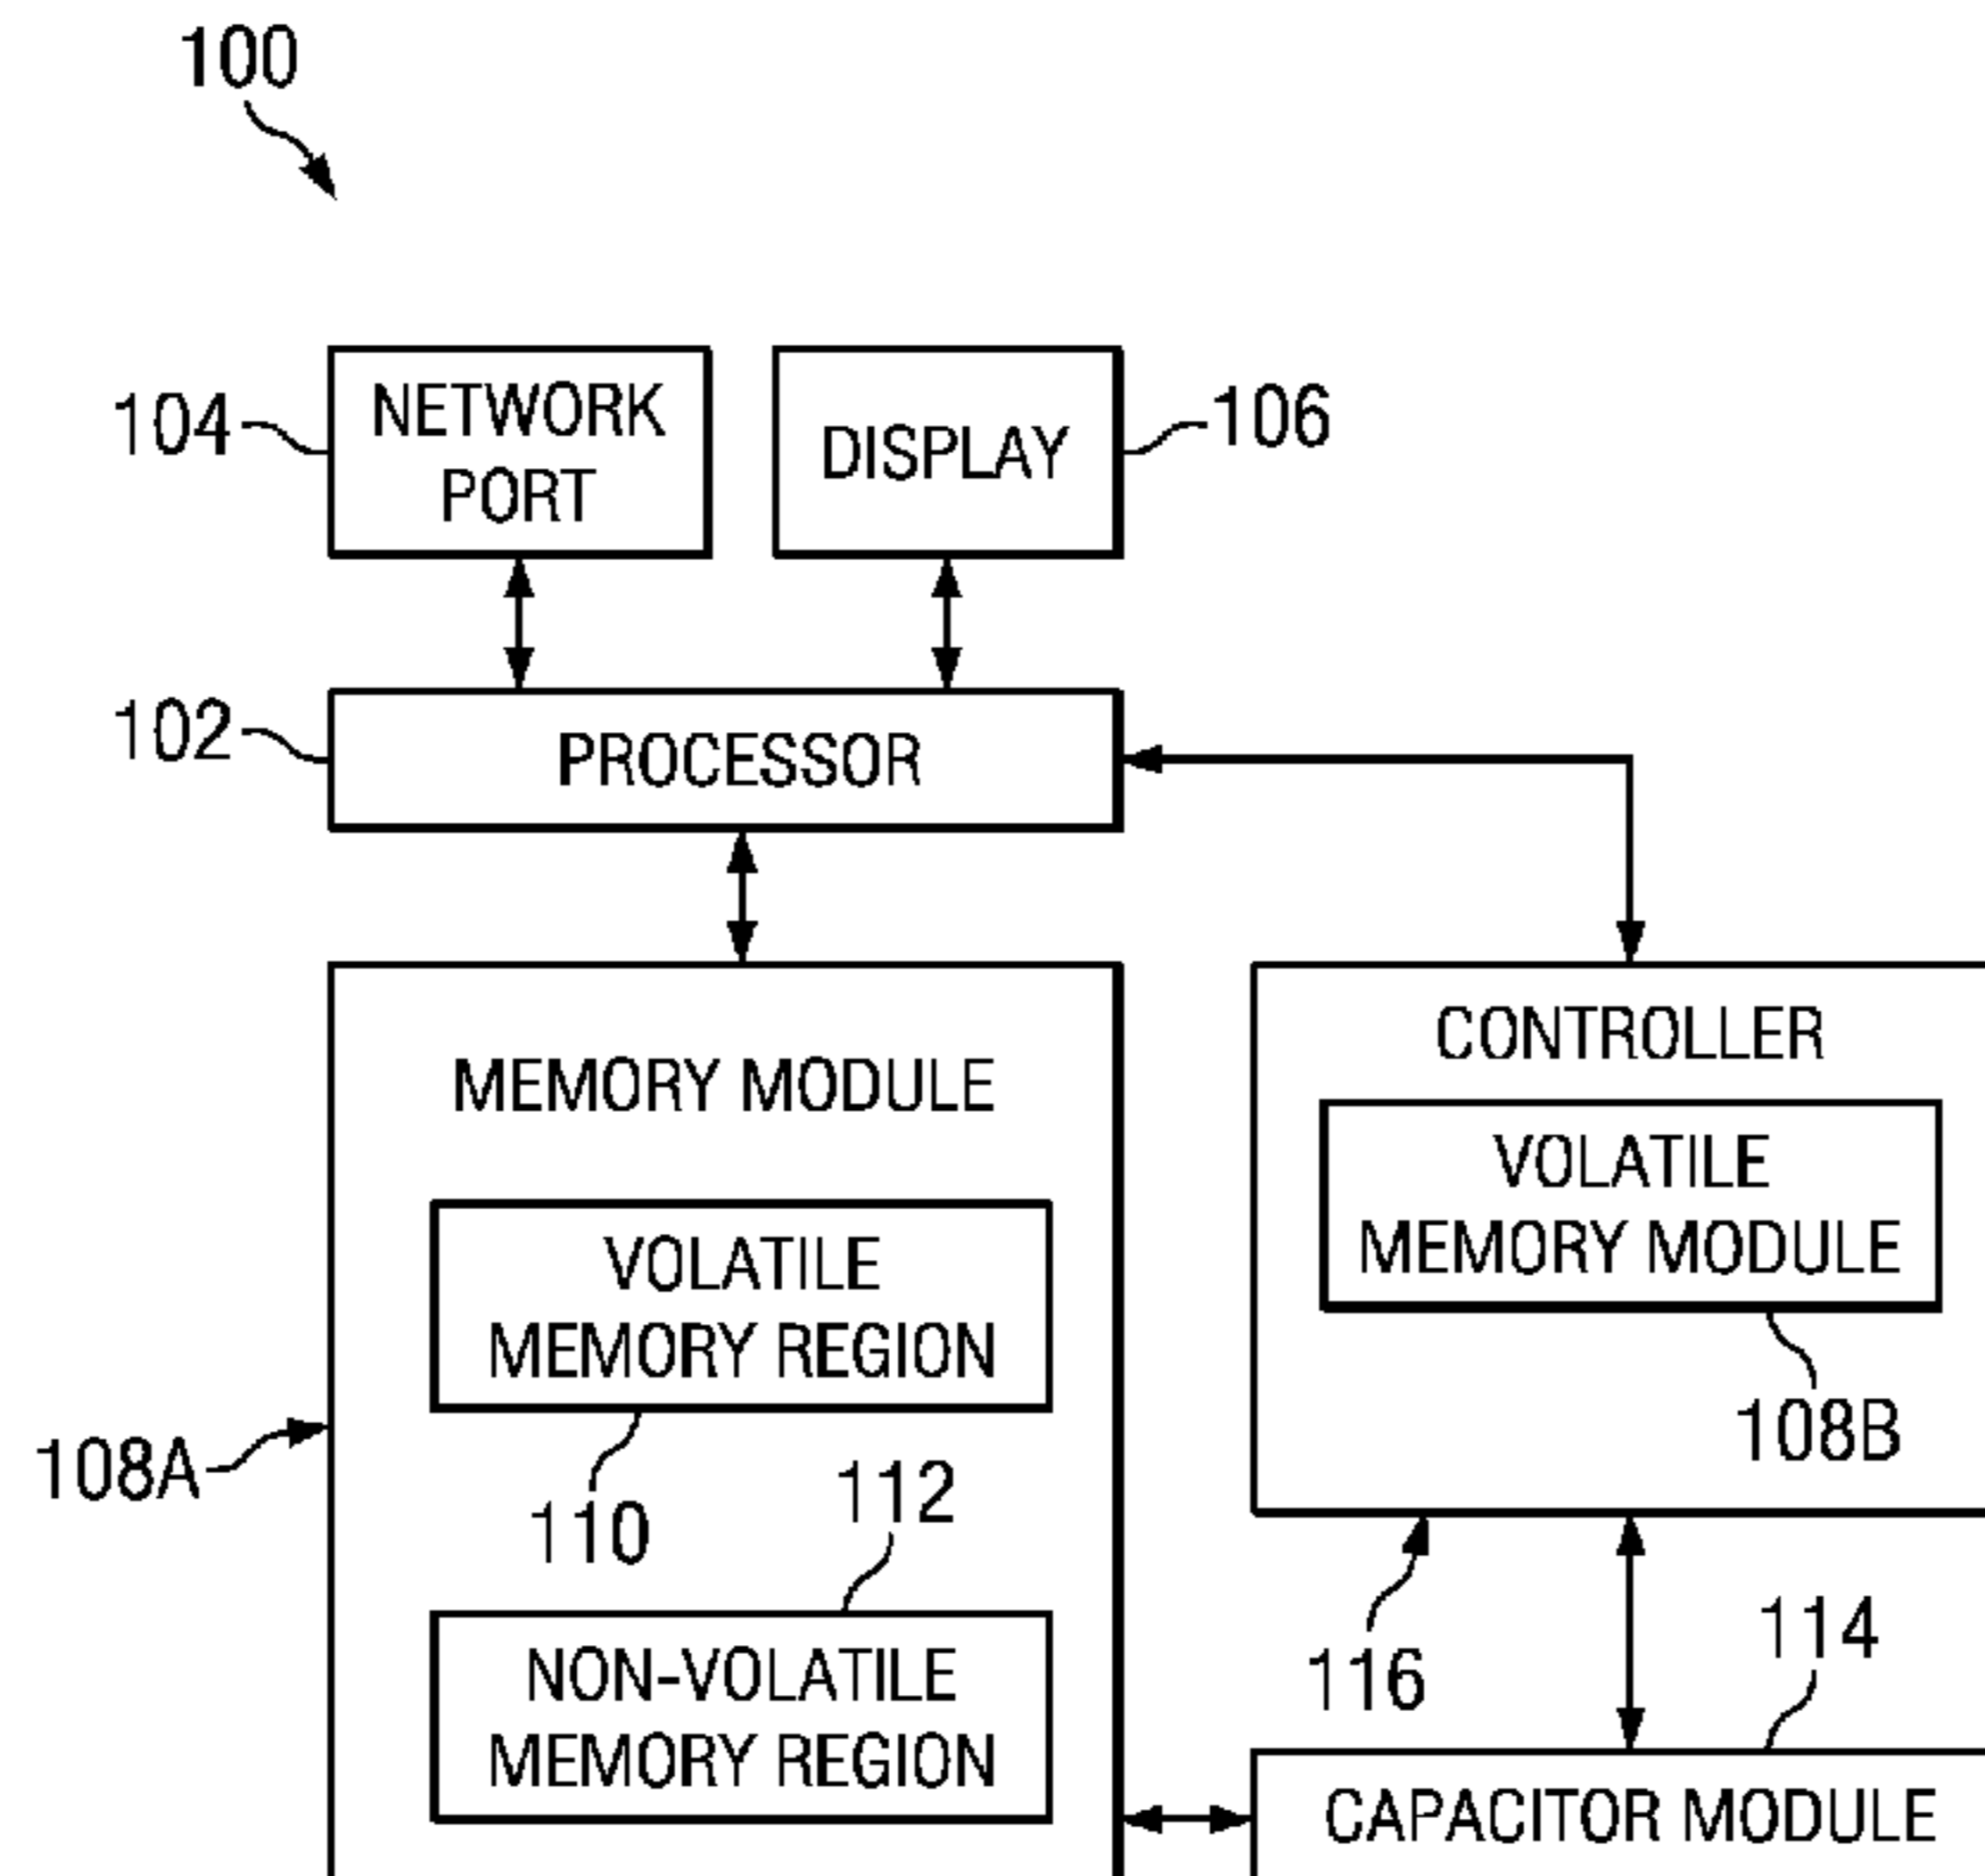 100
104
NETWORK
PORT
DISPLAY
106
102
PROCESSOR
MEMORY MODULE
VOLATILE
MEMORY REGION
110
108A
112
NON-VOLATILE
MEMORY REGION
CONTROLLER
VOLATILE
MEMORY MODULE
108B
116
114
CAPACITOR MODULE